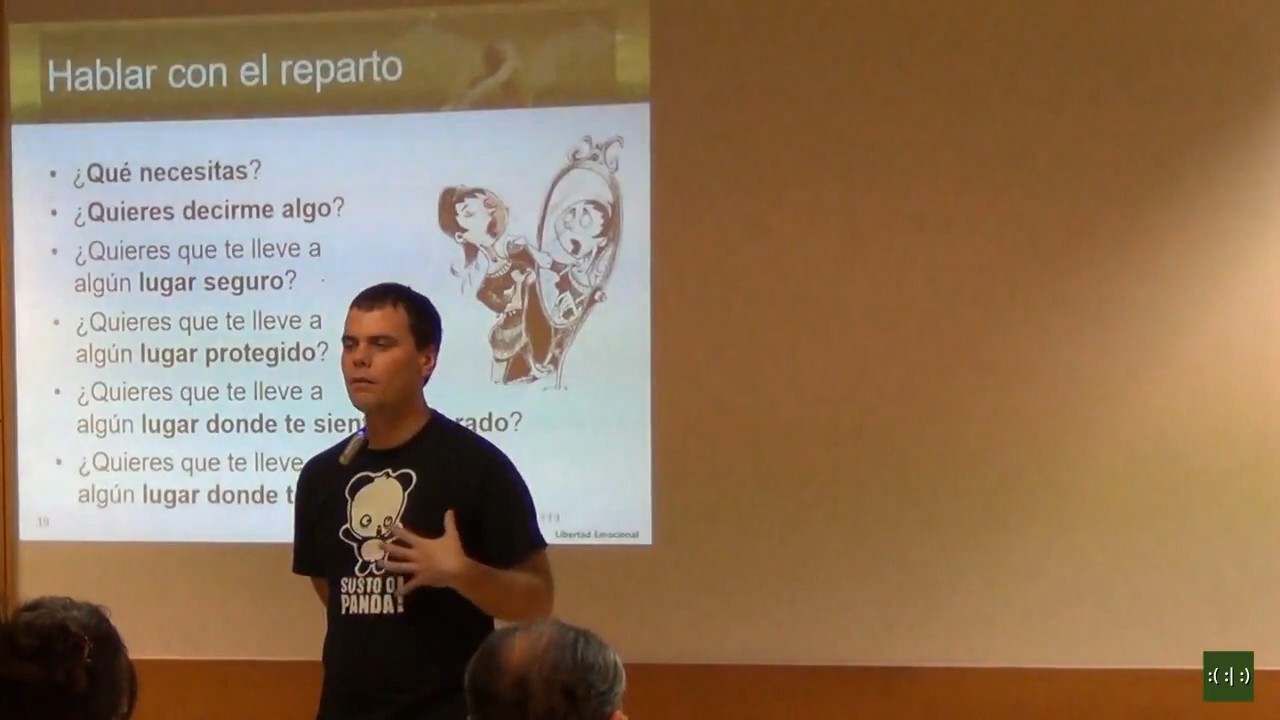 Hablar con el reparto
• ¿Qué necesitas?
• ¿Quieres decirme algo?
• ¿Quieres que te lleve a
algún lugar seguro?
• ¿Quieres que te lleve a
algún lugar protegido?
• ¿Quieres que te lleve a
algún lugar donde te sien rado?
• ¿Quieres que te lleve
algún lugar donde t
19
Libertad Emocional
SUSTO O
PANDA!
:( :| :)